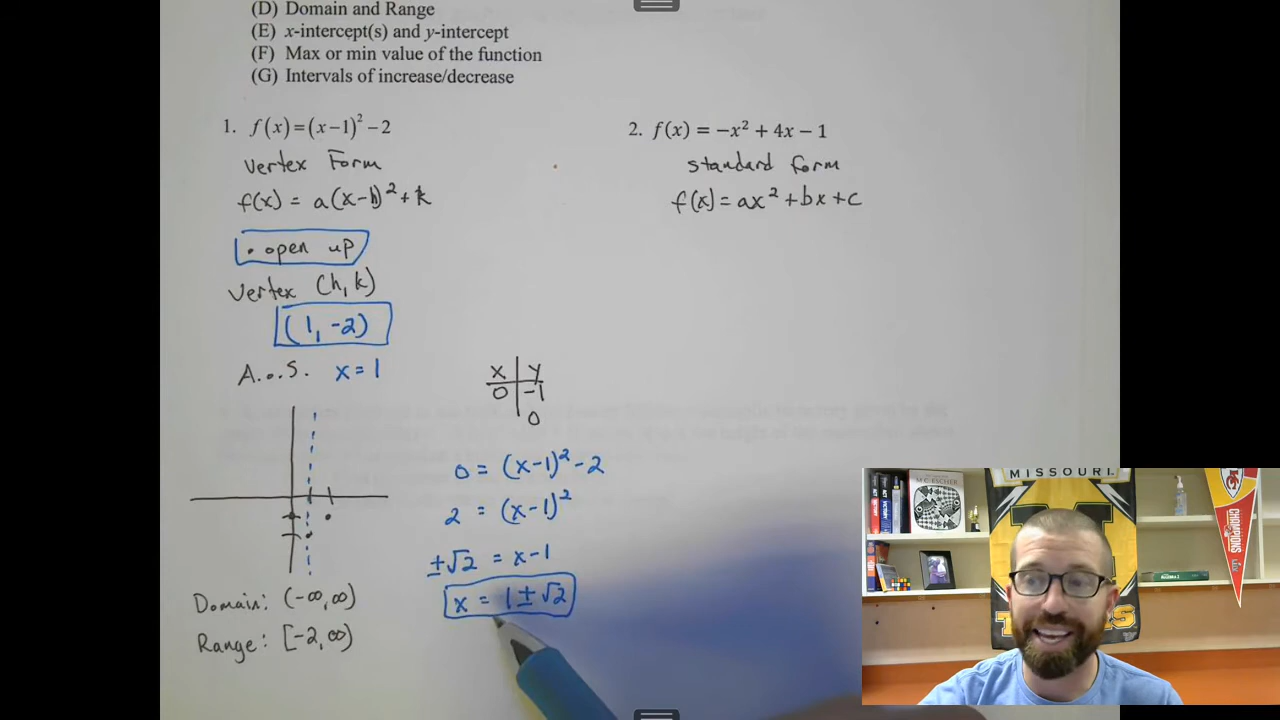 (D) Domain and Range
(E) x-intercept(s) and y-intercept
(F) Max or min value of the function
(G) Intervals of increase/decrease
1. f(x)=(x−1)²−2
Vertex Form
f(x) = a(x-h)²+k
• open up
Vertex (h,k)
(1,-2)
A.o.S. x=1
x y
0 -1
0
0 = (x-1)²-2
2 = (x-1)²
±√2 = x-1
x = 1±√2
Domain: (-∞,∞)
Range: [-2,∞)
2. f(x) = −x² + 4x − 1
standard form
f(x) = ax²+bx+c
MISSOURI
M.C. ESCHER
CHAMPIONS